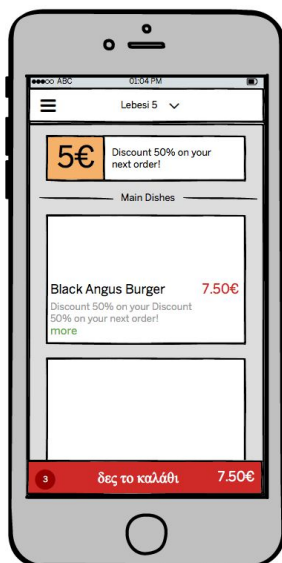 ABC 01:04 PM
Lebesi 5
5€ Discount 50% on your
next order!
Main Dishes
Black Angus Burger 7.50€
Discount 50% on your Discount
50% on your next order!
more
3 δες το καλάθι 7.50€